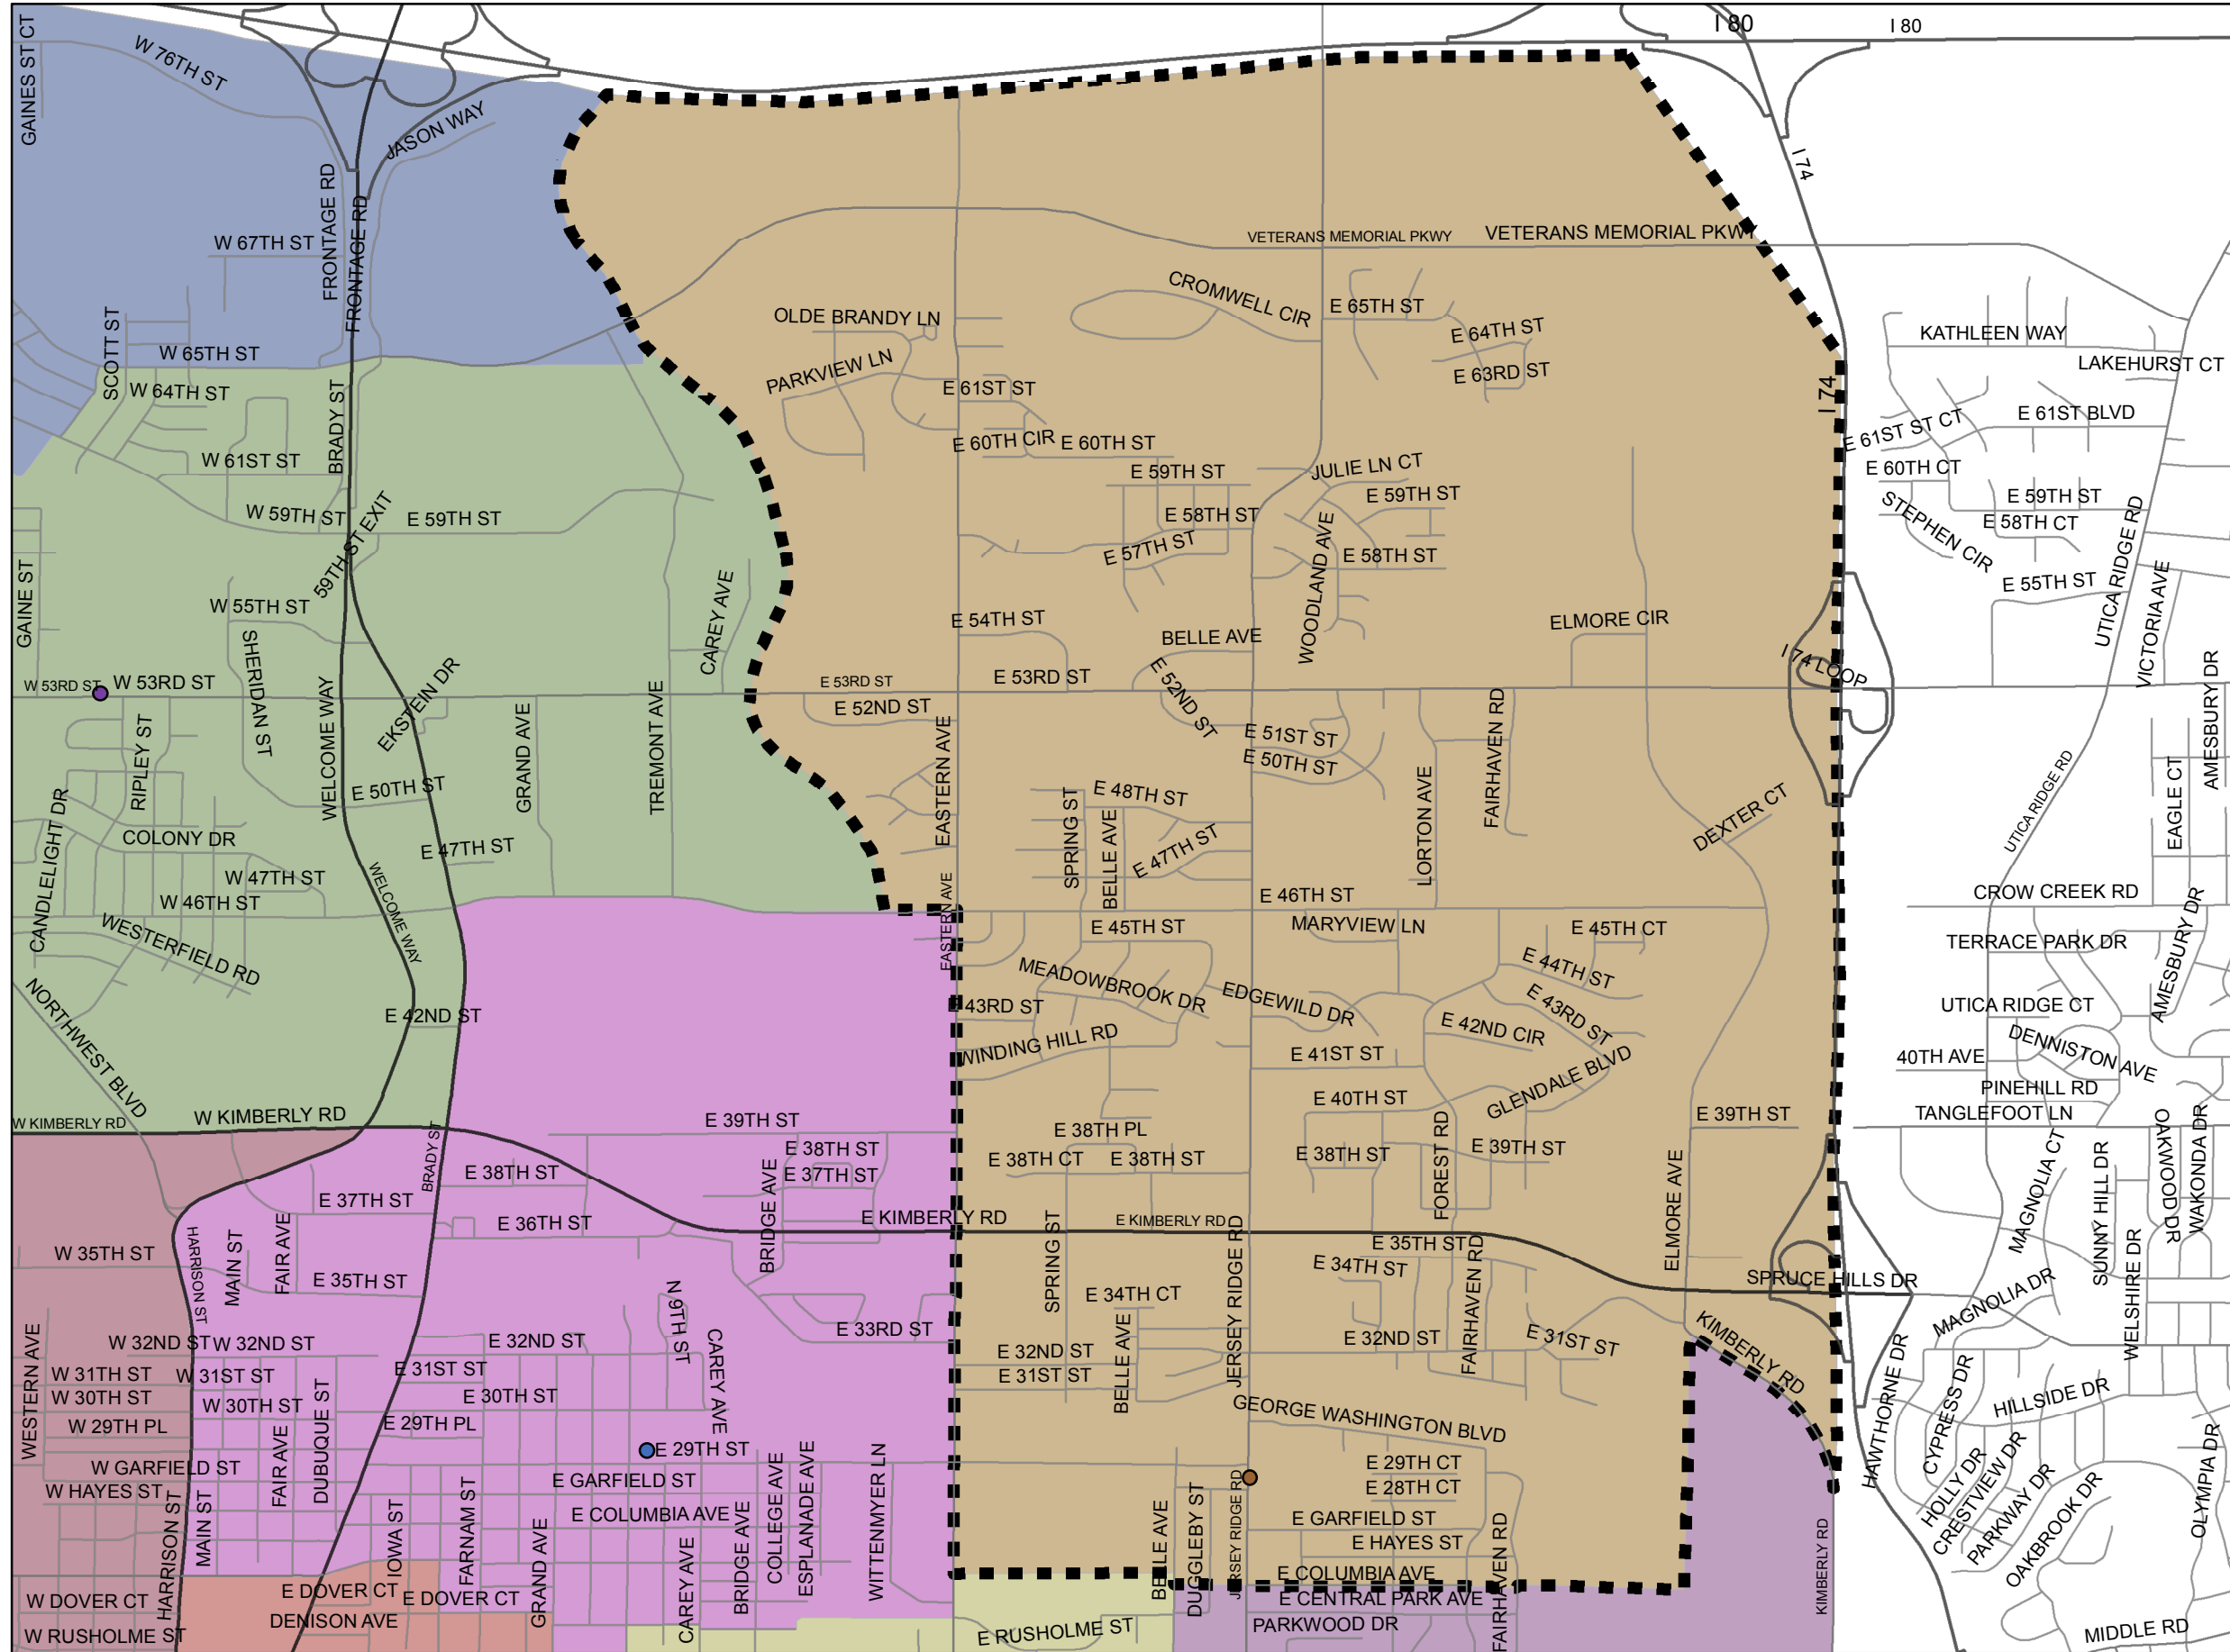 I 80
I 80
GAINES ST CT
W 76TH ST
JASON WAY
I 74
FRONTAGE RD
FRONTAGE RD
W 67TH ST
VETERANS MEMORIAL PKWY
VETERANS MEMORIAL PKWY
CROMWELL CIR
OLDE BRANDY LN
E 65TH ST
E 64TH ST
KATHLEEN WAY
SCOTT ST
W 65TH ST
PARKVIEW LN
E 63RD ST
LAKEHURST CT
W 64TH ST
BRADY ST
E 61ST ST
I 74
E 61ST BLVD
E 61ST ST CT
W 61ST ST
E 60TH CIR
E 60TH ST
E 59TH ST
JULIE LN CT
E 60TH CT
E 59TH ST
E 59TH ST
STEPHEN CIR
W 59TH ST
59TH ST EXIT
E 59TH ST
E 58TH ST
E 58TH CT
UTICA RIDGE RD
E 57TH ST
WOODLAND AVE
E 58TH ST
GAINE ST
CAREY AVE
E 55TH ST
VICTORIA AVE
W 55TH ST
E 54TH ST
ELMORE CIR
BELLE AVE
SHERIDAN ST
W 53RD ST
W 53RD ST
E 53RD ST
E 53RD ST
E 52ND ST
I 74 LOOP
AMESBURY DR
EKSTEIN DR
WELCOME WAY
E 52ND ST
RIPLEY ST
GRAND AVE
TREMONT AVE
EASTERN AVE
E 51ST ST
E 50TH ST
LORTON AVE
FAIRHAVEN RD
UTICA RIDGE RD
EAGLE CT
E 50TH ST
E 48TH ST
SPRING ST
BELLE AVE
E 47TH ST
DEXTER CT
CANDLELIGHT DR
COLONY DR
E 47TH ST
W 47TH ST
WELCOME WAY
W 46TH ST
EASTERN AVE
E 46TH ST
CROW CREEK RD
WESTERFIELD RD
E 45TH ST
MARYVIEW LN
E 45TH CT
TERRACE PARK DR
AMESBURY DR
MEADOWBROOK DR
E 44TH ST
NORTHWEST BLVD
E 43RD ST
EDGEWILD DR
E 43RD ST
UTICA RIDGE CT
E 42ND ST
E 42ND CIR
WINDING HILL RD
E 41ST ST
DENNISTON AVE
40TH AVE
GLENDALE BLVD
PINEHILL RD
E 40TH ST
W KIMBERLY RD
W KIMBERLY RD
E 39TH ST
E 39TH ST
TANGLEFOOT LN
BRADY ST
E 38TH PL
FOREST RD
OAKWOOD DR
WAKONDA DR
E 38TH ST
E 38TH CT
E 38TH ST
E 38TH ST
E 39TH ST
MAGNOLIA CT
SUNNY HILL DR
E 38TH ST
E 37TH ST
BRIDGE AVE
ELMORE AVE
E 37TH ST
E 36TH ST
E KIMBERLY RD
E KIMBERLY RD
SPRING ST
JERSEY RIDGE RD
W 35TH ST
HARRISON ST
MAIN ST
FAIR AVE
E 35TH ST
E 35TH ST
FAIRHAVEN RD
WELSHIRE DR
E 34TH ST
SPRUCE HILLS DR
E 34TH CT
MAGNOLIA DR
N 9TH ST
E 33RD ST
KIMBERLY RD
WESTERN AVE
W 32ND ST
W 32ND ST
E 32ND ST
CAREY AVE
E 32ND ST
BELLE AVE
E 32ND ST
E 31ST ST
HAWTHORNE DR
W 31TH ST
W 31ST ST
E 31ST ST
E 31ST ST
CYPRESS DR
W 30TH ST
W 30TH ST
DUBUQUE ST
E 30TH ST
HILLSIDE DR
W 29TH PL
FAIR AVE
E 29TH PL
GEORGE WASHINGTON BLVD
E 29TH ST
OLYMPIA DR
W GARFIELD ST
E GARFIELD ST
COLLEGE AVE
ESPLANADE AVE
WITTENMYER LN
E 29TH CT
E 28TH CT
HOLLY DR
CRESTVIEW DR
PARKWAY DR
OAKBROOK DR
W HAYES ST
HARRISON ST
MAIN ST
IOWA ST
FARNAM ST
GRAND AVE
E COLUMBIA AVE
CAREY AVE
BRIDGE AVE
BELLE AVE
DUGGLEBY ST
JERSEY RIDGE RD
E GARFIELD ST
E HAYES ST
FAIRHAVEN RD
KIMBERLY RD
E COLUMBIA AVE
W DOVER CT
E DOVER CT
E DOVER CT
E CENTRAL PARK AVE
DENISON AVE
PARKWOOD DR
W RUSHOLME ST
E RUSHOLME ST
MIDDLE RD